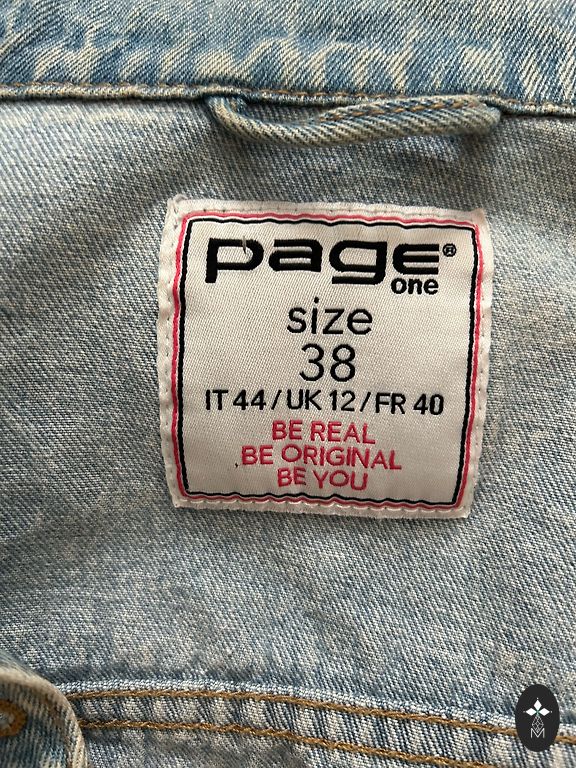 page®
one
size
38
IT 44 / UK 12 / FR 40
BE REAL
BE ORIGINAL
BE YOU
M